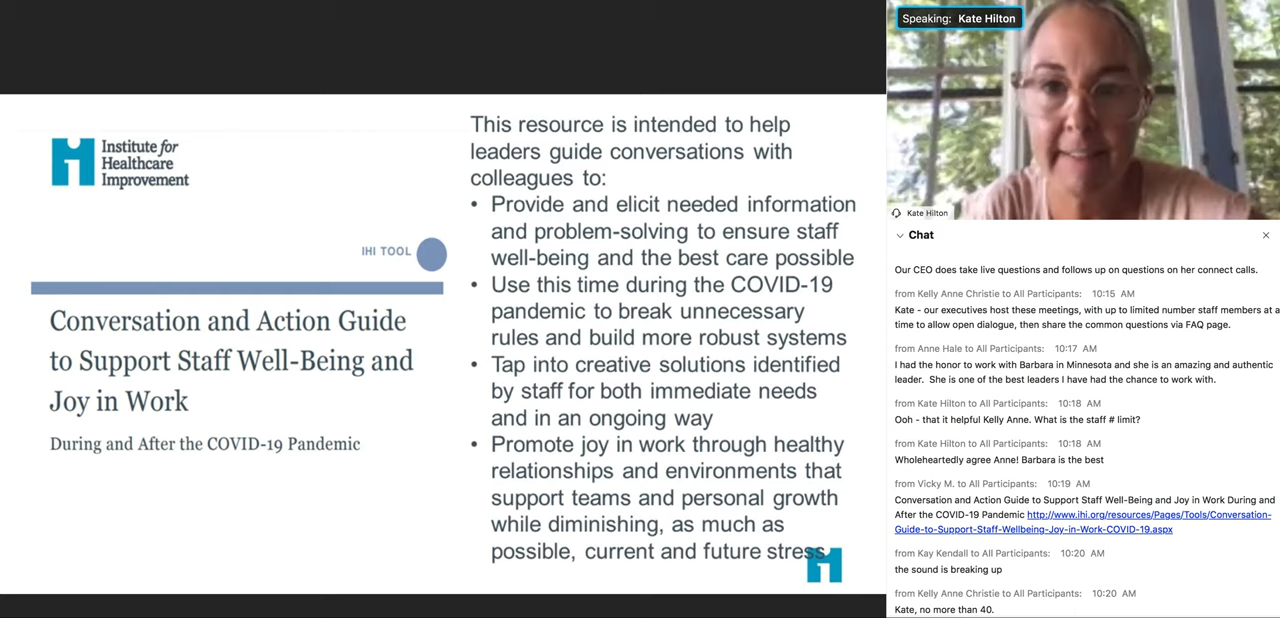 Institute for
Healthcare
Improvement
IHI TOOL
Conversation and Action Guide
to Support Staff Well-Being and
Joy in Work
During and After the COVID-19 Pandemic
This resource is intended to help
leaders guide conversations with
colleagues to:
• Provide and elicit needed information
and problem-solving to ensure staff
well-being and the best care possible
• Use this time during the COVID-19
pandemic to break unnecessary
rules and build more robust systems
• Tap into creative solutions identified
by staff for both immediate needs
and in an ongoing way
• Promote joy in work through healthy
relationships and environments that
support teams and personal growth
while diminishing, as much as
possible, current and future stress
Speaking: Kate Hilton
Kate Hilton
Chat
Our CEO does take live questions and follows up on questions on her connect calls.
from Kelly Anne Christie to All Participants: 10:15 AM
Kate - our executives host these meetings, with up to limited number staff members at a
time to allow open dialogue, then share the common questions via FAQ page.
from Anne Hale to All Participants: 10:17 AM
I had the honor to work with Barbara in Minnesota and she is an amazing and authentic
leader. She is one of the best leaders I have had the chance to work with.
from Kate Hilton to All Participants: 10:18 AM
Ooh - that it helpful Kelly Anne. What is the staff # limit?
from Kate Hilton to All Participants: 10:18 AM
Wholeheartedly agree Anne! Barbara is the best
from Vicky M. to All Participants: 10:19 AM
Conversation and Action Guide to Support Staff Well-Being and Joy in Work During and
After the COVID-19 Pandemic http://www.ihi.org/resources/Pages/Tools/Conversation-
Guide-to-Support-Staff-Wellbeing-Joy-in-Work-COVID-19.aspx
from Kay Kendall to All Participants: 10:20 AM
the sound is breaking up
from Kelly Anne Christie to All Participants: 10:20 AM
Kate, no more than 40.